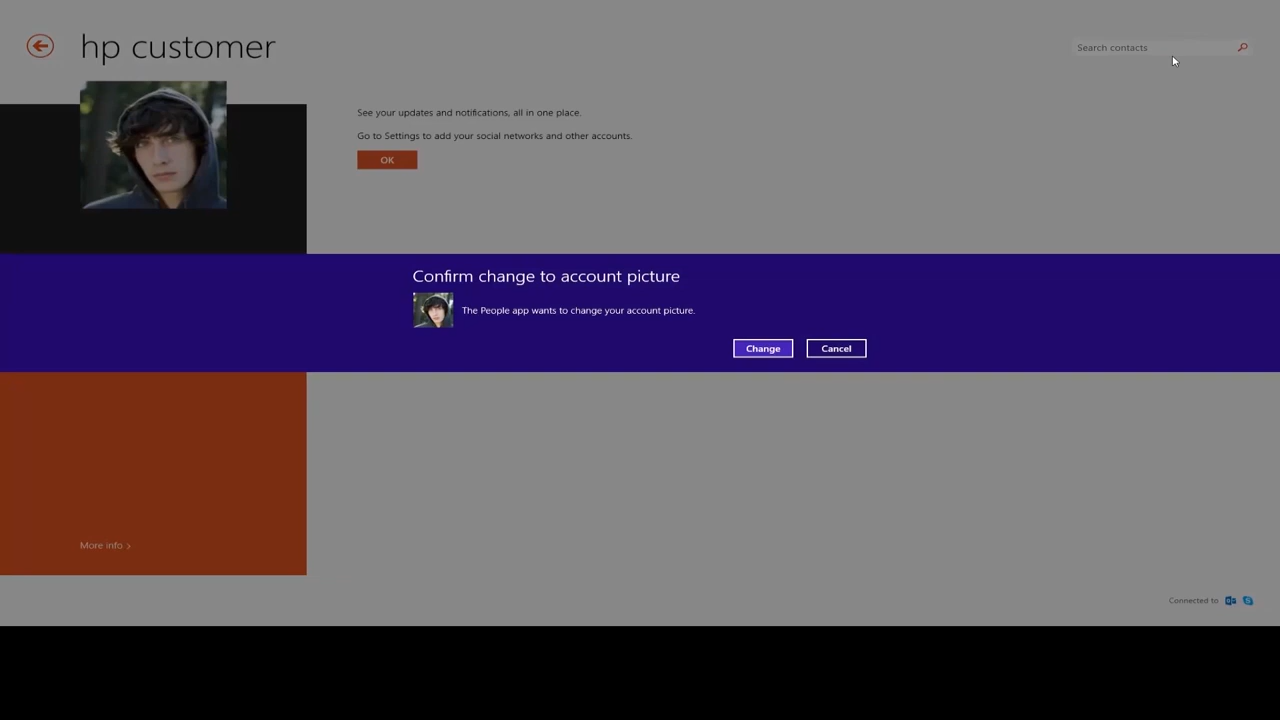 hp customer
Search contacts
See your updates and notifications, all in one place.
Go to Settings to add your social networks and other accounts.
OK
Confirm change to account picture
The People app wants to change your account picture.
Change
Cancel
More info >
Connected to